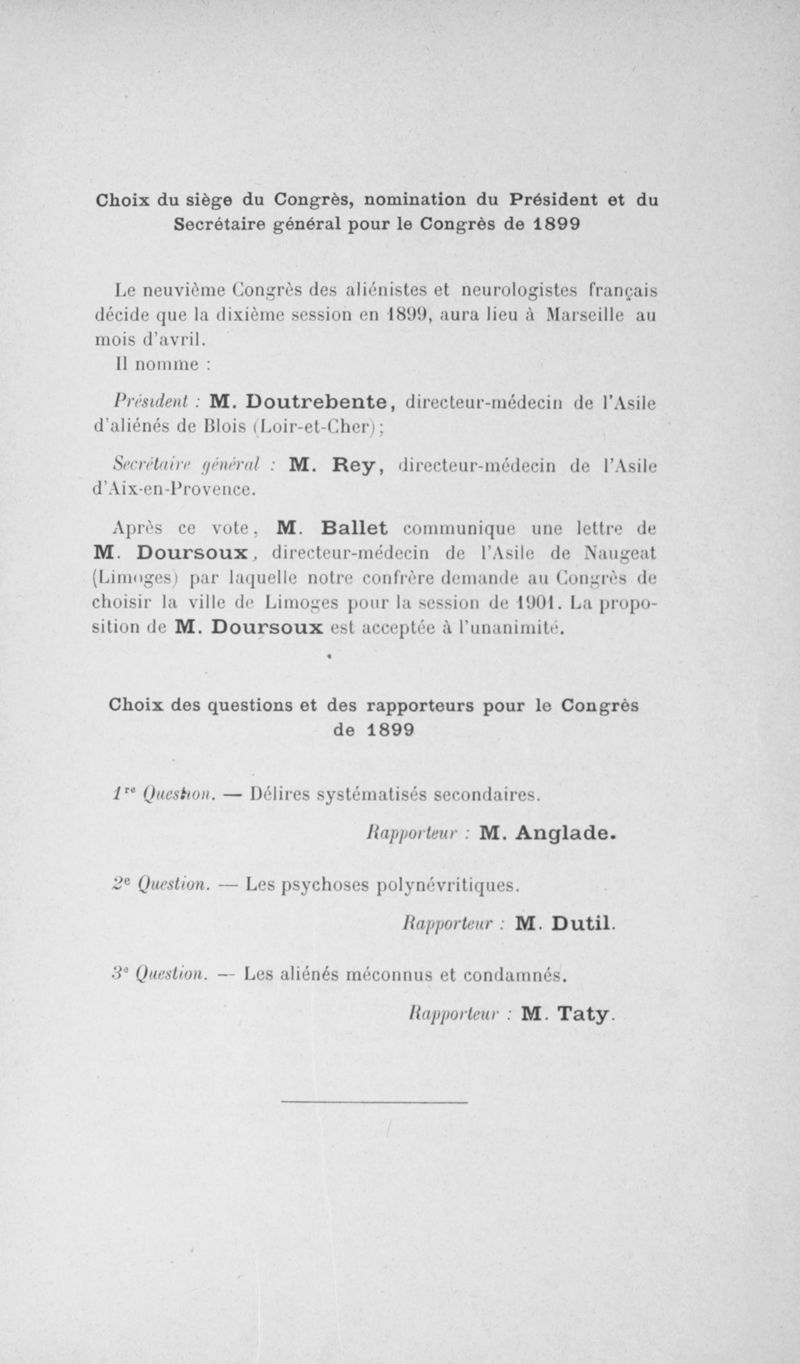 Choix du siège du Congrès, nomination du Président et du
Secrétaire général pour le Congrès de 1899
Le neuvième Congrès des aliénistes et neurologistes français
décide que la dixième session en 1899, aura lieu à Marseille au
mois d'avril.
Il nomme :
Président : M. Doutrebente, directeur-médecin de l'Asile
d'aliénés de Blois (Loir-et-Cher) ;
Secrétaire général : M. Rey, directeur-médecin de l'Asile
d'Aix-en-Provence.
Après ce vote, M. Ballet communique une lettre de
M. Doursoux, directeur-médecin de l'Asile de Naugeat
(Limoges) par laquelle notre confrère demande au Congrès de
choisir la ville de Limoges pour la session de 1901. La propo-
sition de M. Doursoux est acceptée à l'unanimité.
Choix des questions et des rapporteurs pour le Congrès
de 1899
1re Question. — Délires systématisés secondaires.
Rapporteur : M. Anglade.
2e Question. — Les psychoses polynévritiques.
Rapporteur : M. Dutil.
3e Question. — Les aliénés méconnus et condamnés.
Rapporteur : M. Taty.